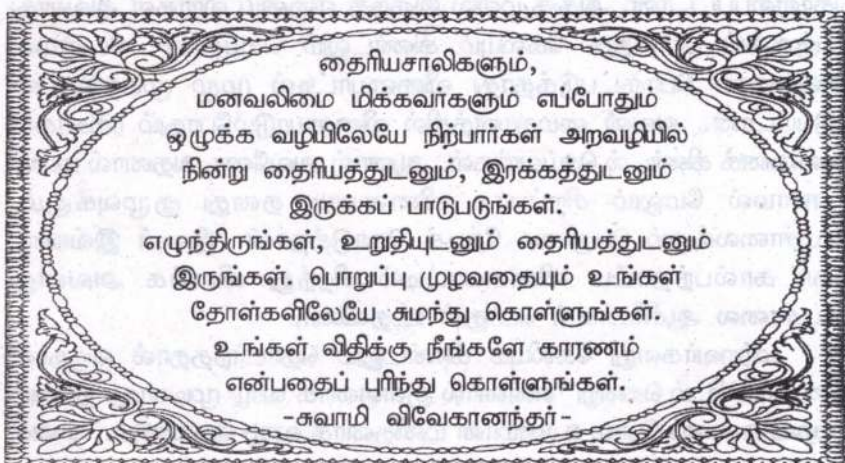 தைரியசாலிகளும்,
மனவலிமை மிக்கவர்களும் எப்போதும்
ஒழுக்க வழியிலேயே நிற்பார்கள் அறவழியில்
நின்று தைரியத்துடனும், இரக்கத்துடனும்
இருக்கப் பாடுபடுங்கள்.
எழுந்திருங்கள், உறுதியுடனும் தைரியத்துடனும்
இருங்கள், பொறுப்பு முழுவதையும் உங்கள்
தோள்களிலேயே சுமந்து கொள்ளுங்கள்.
உங்கள் விதிக்கு நீங்களே காரணம்
என்பதைப் புரிந்து கொள்ளுங்கள்.
-சுவாமி விவேகானந்தர்-